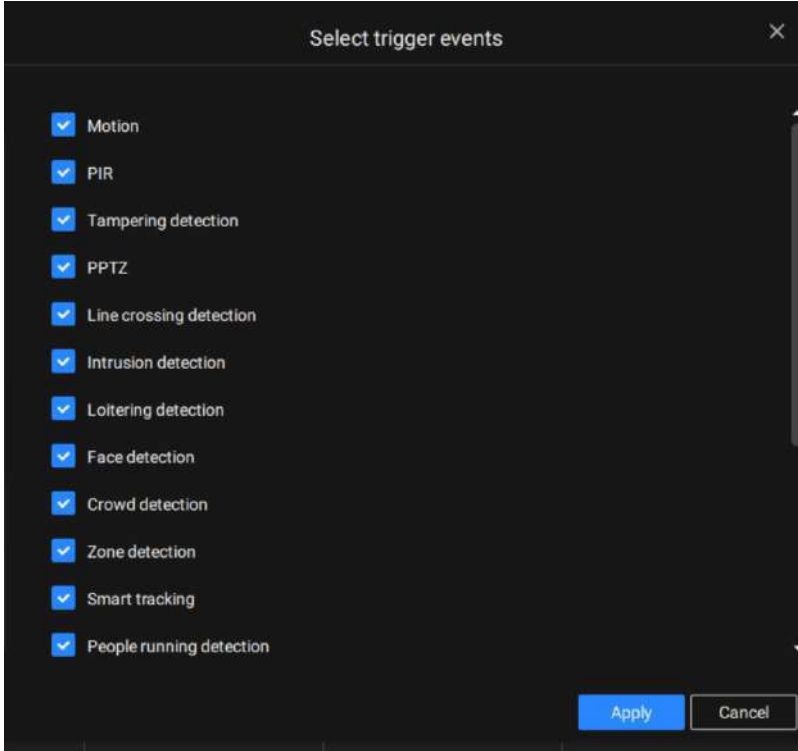 Select trigger events
Motion
PIR
Tampering detection
PPTZ
Line crossing detection
Intrusion detection
Loitering detection
Face detection
Crowd detection
Zone detection
Smart tracking
People running detection
Apply
Cancel